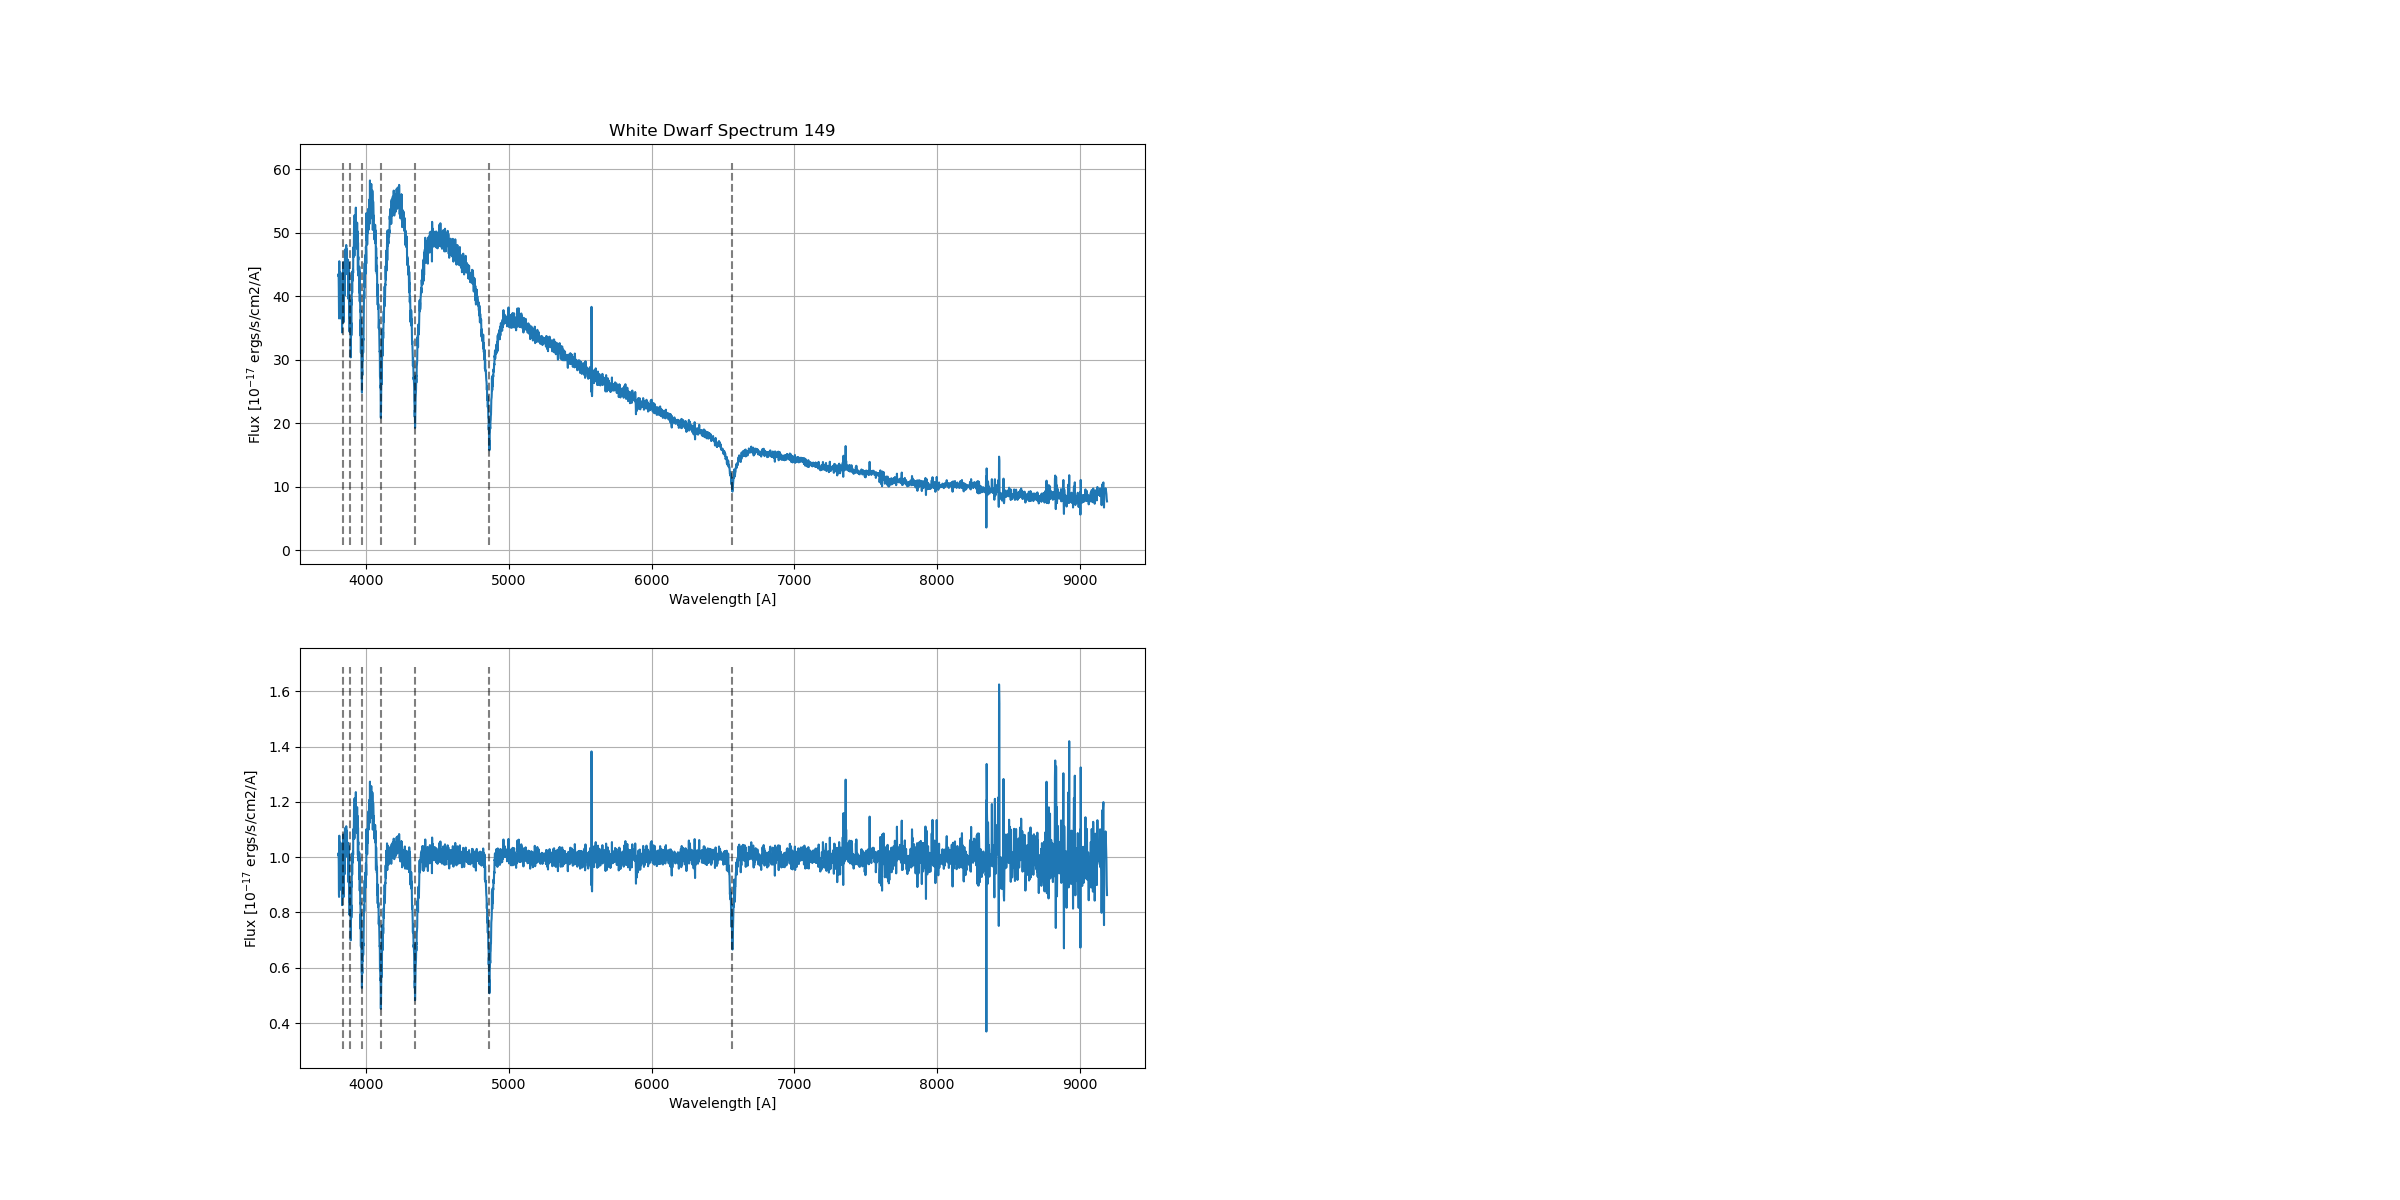 White Dwarf Spectrum 149
60
50
40
30
20
10
0
Flux [10⁻¹⁷ ergs/s/cm2/A]
4000 5000 6000 7000 8000 9000
Wavelength [A]
1.6
1.4
1.2
1.0
0.8
0.6
0.4
Flux [10⁻¹⁷ ergs/s/cm2/A]
4000 5000 6000 7000 8000 9000
Wavelength [A]